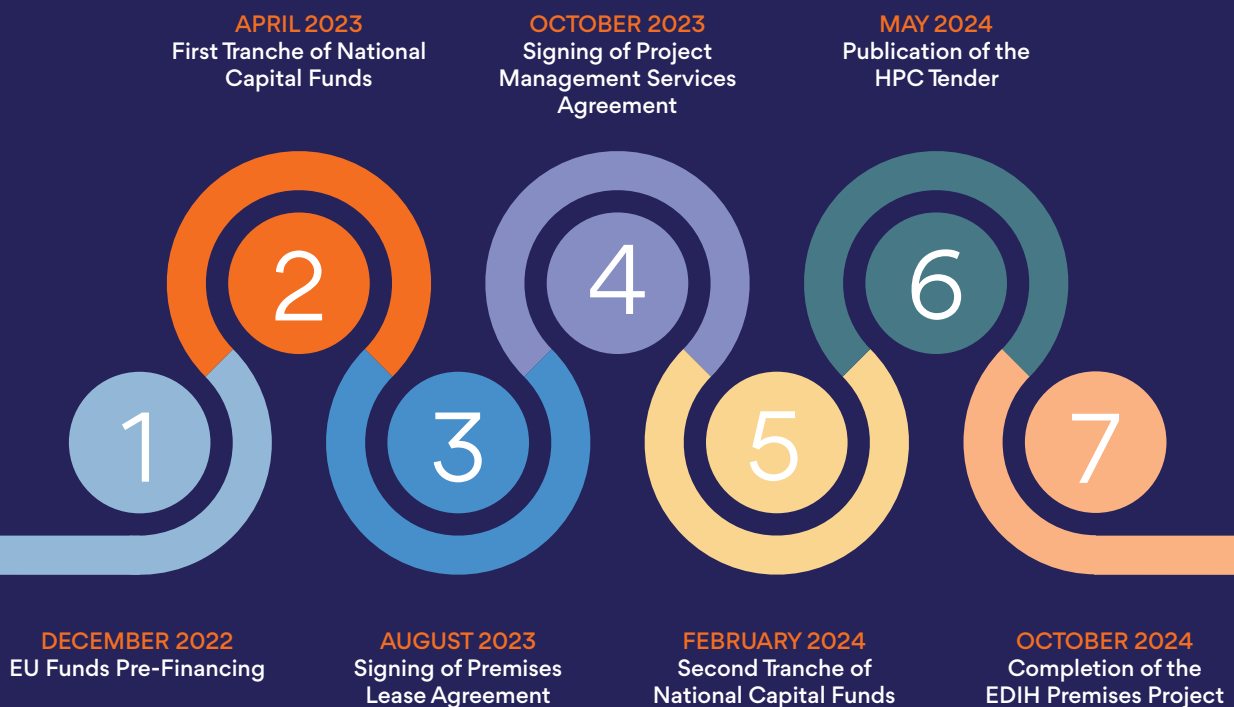 APRIL 2023
First Tranche of National
Capital Funds
OCTOBER 2023
Signing of Project
Management Services
Agreement
MAY 2024
Publication of the
HPC Tender
2
4
6
1
3
5
7
DECEMBER 2022
EU Funds Pre-Financing
AUGUST 2023
Signing of Premises
Lease Agreement
FEBRUARY 2024
Second Tranche of
National Capital Funds
OCTOBER 2024
Completion of the
EDIH Premises Project